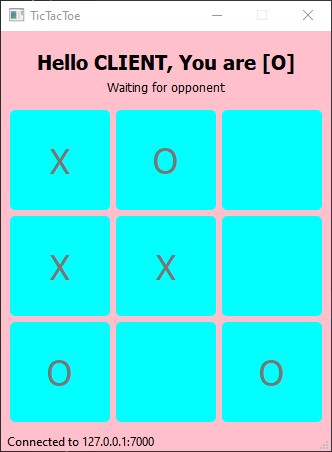 TicTacToe
Hello CLIENT, You are [O]
Waiting for opponent
X O
X X
O O
Connected to 127.0.0.1:7000